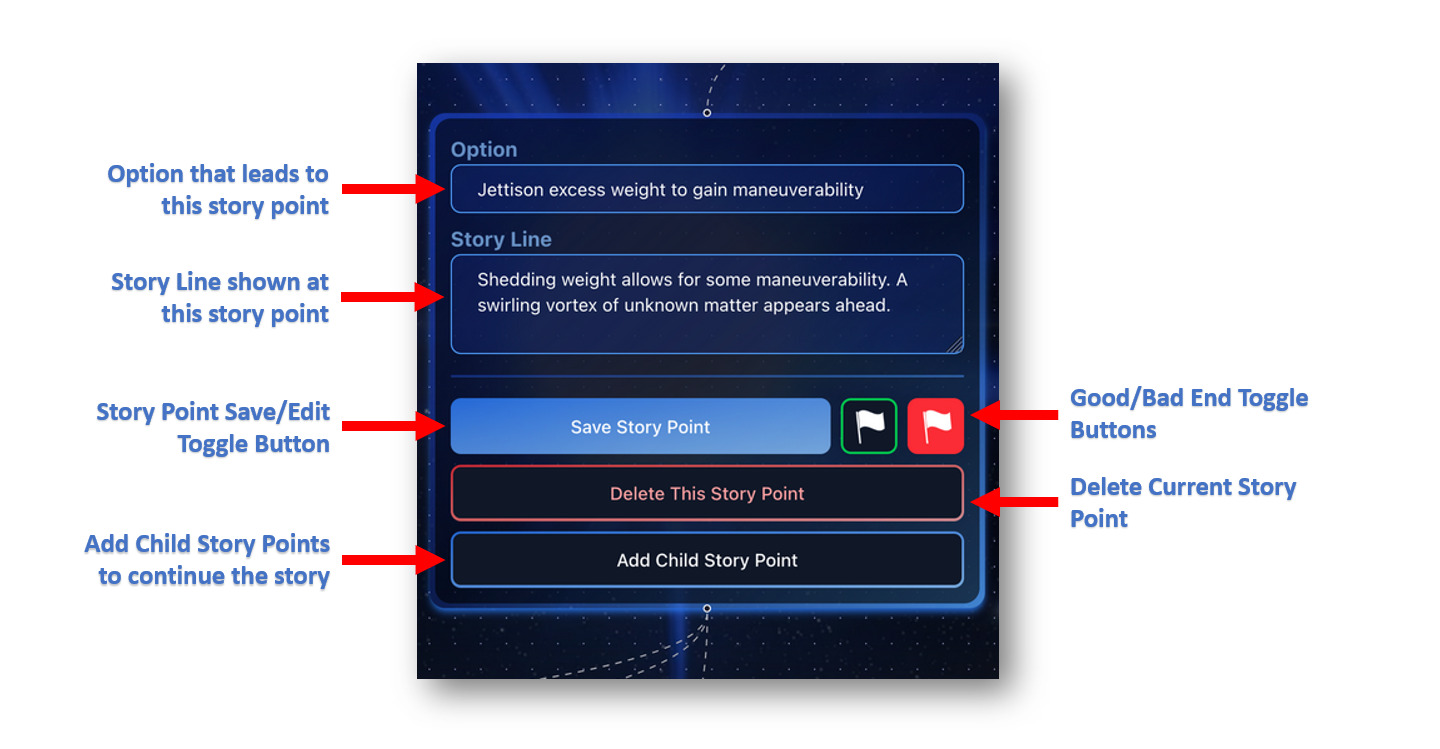 Option that leads to
this story point
Story Line shown at
this story point
Story Point Save/Edit
Toggle Button
Add Child Story Points
to continue the story
Option
Jettison excess weight to gain maneuverability
Story Line
Shedding weight allows for some maneuverability. A
swirling vortex of unknown matter appears ahead.
Save Story Point
Delete This Story Point
Add Child Story Point
Good/Bad End Toggle
Buttons
Delete Current Story
Point